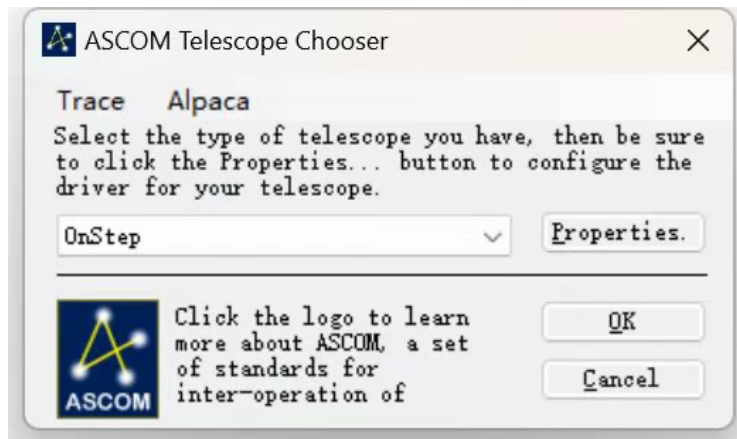 ASCOM Telescope Chooser
Trace Alpaca
Select the type of telescope you have, then be sure
to click the Properties... button to configure the
driver for your telescope.
OnStep
Properties.
Click the logo to learn
more about ASCOM, a set
of standards for
inter-operation of
OK
Cancel
ASCOM